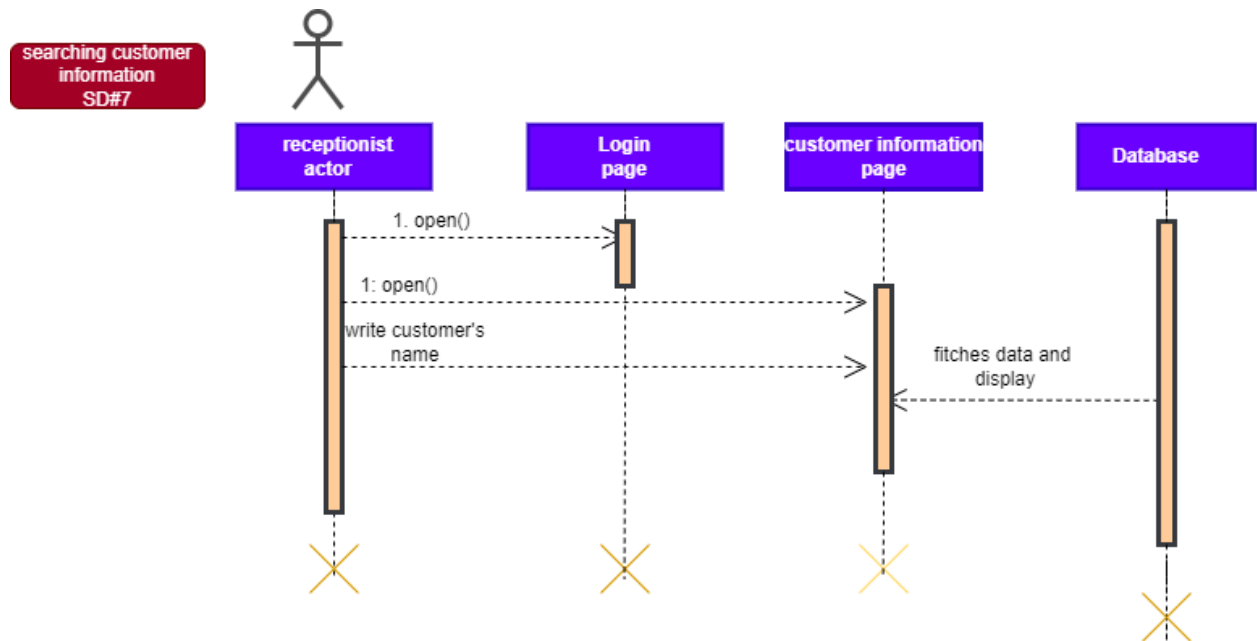 searching customer
information
SD#7
receptionist
actor
Login
page
customer information
page
Database
1. open()
1: open()
write customer's
name
fitches data and
display